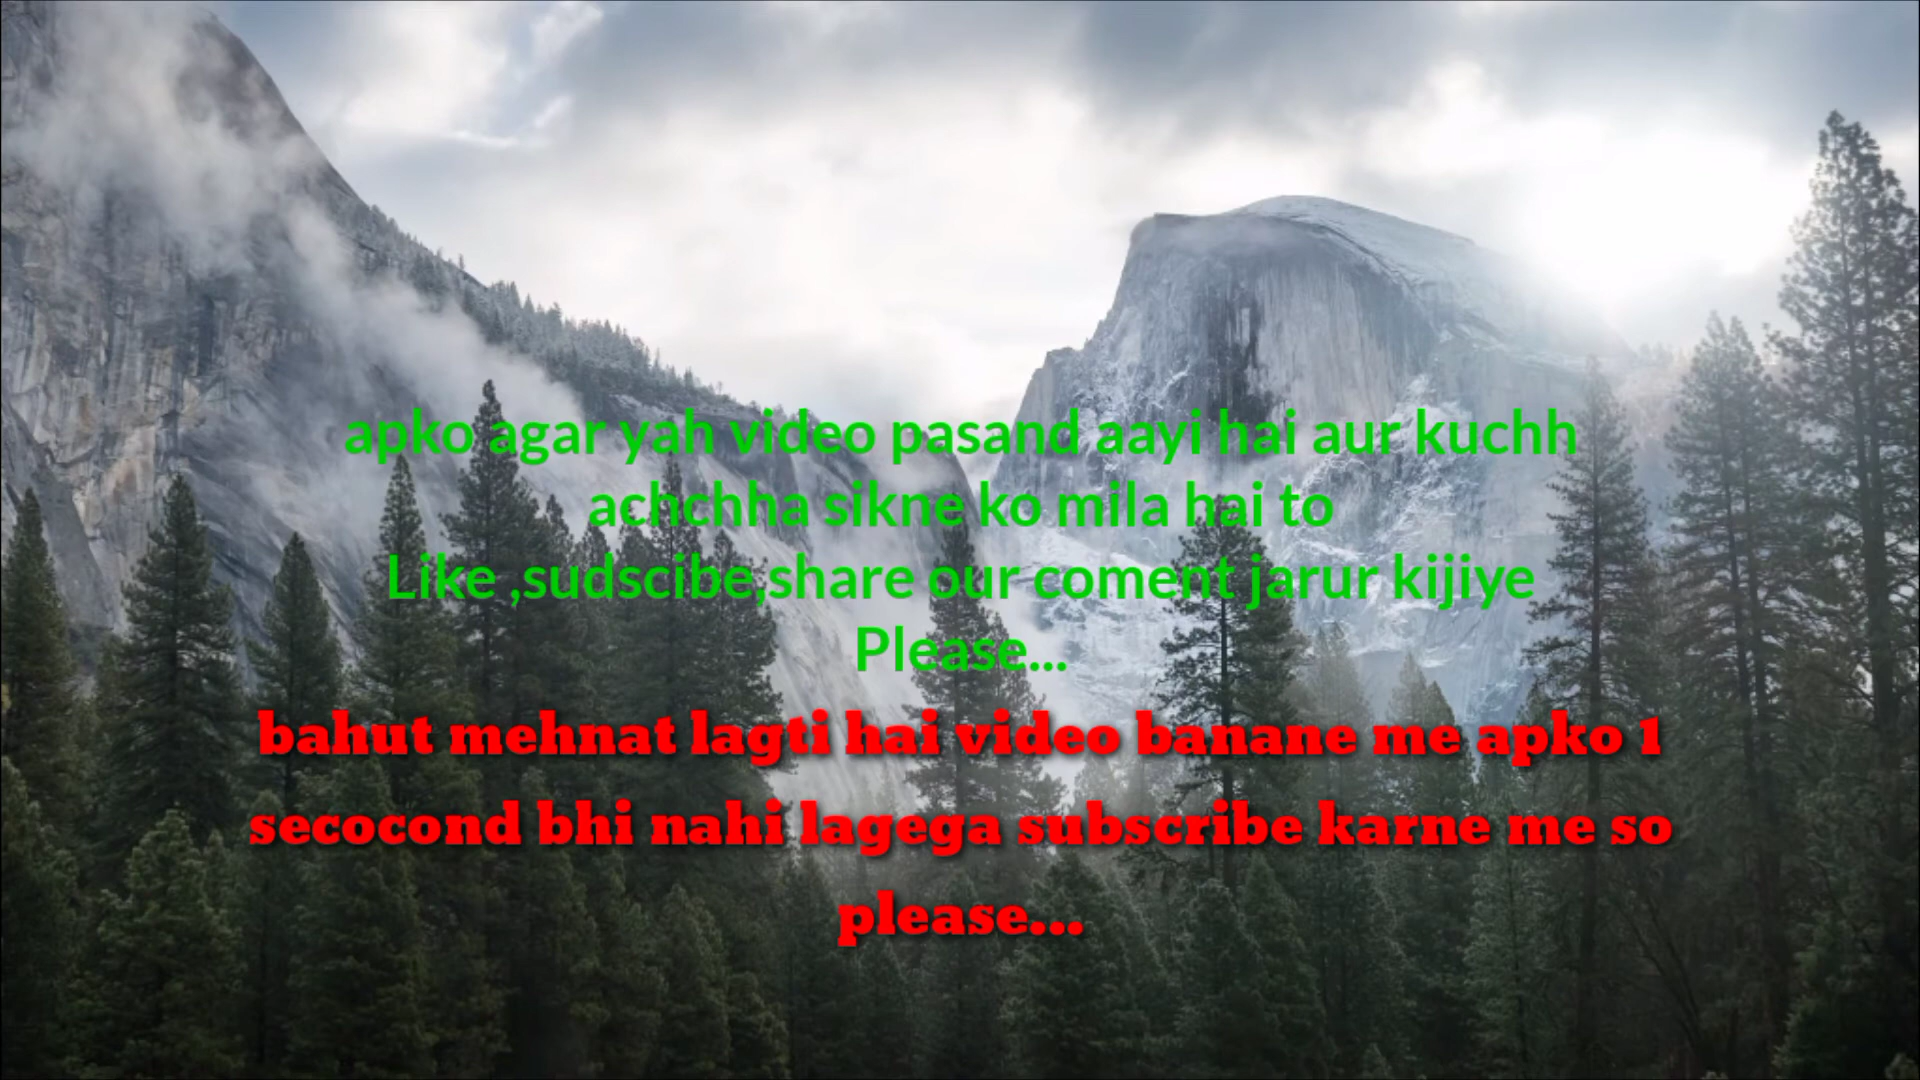 apko agar yah video pasand aayi hai aur kuchh
achchha sikne ko mila hai to
Like ,sudscibe,share our coment jarur kijiye
Please...
bahut mehnat lagti hai video banane me apko 1
secocond bhi nahi lagega subscribe karne me so
please...